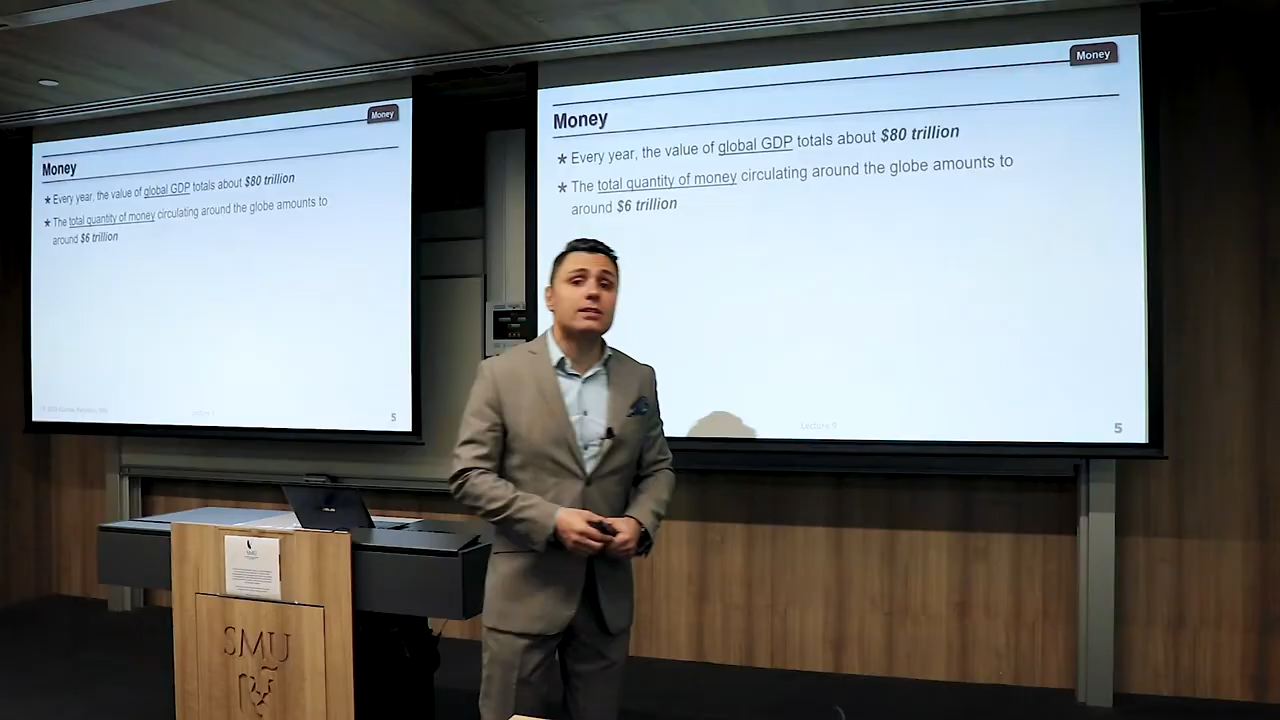 Money
Money
★ Every year, the value of global GDP totals about $80 trillion
★ The total quantity of money circulating around the globe amounts to
around $6 trillion
5
Money
Money
★ Every year, the value of global GDP totals about $80 trillion
★ The total quantity of money circulating around the globe amounts to
around $6 trillion
Lecture 9
5
SMU
SMU